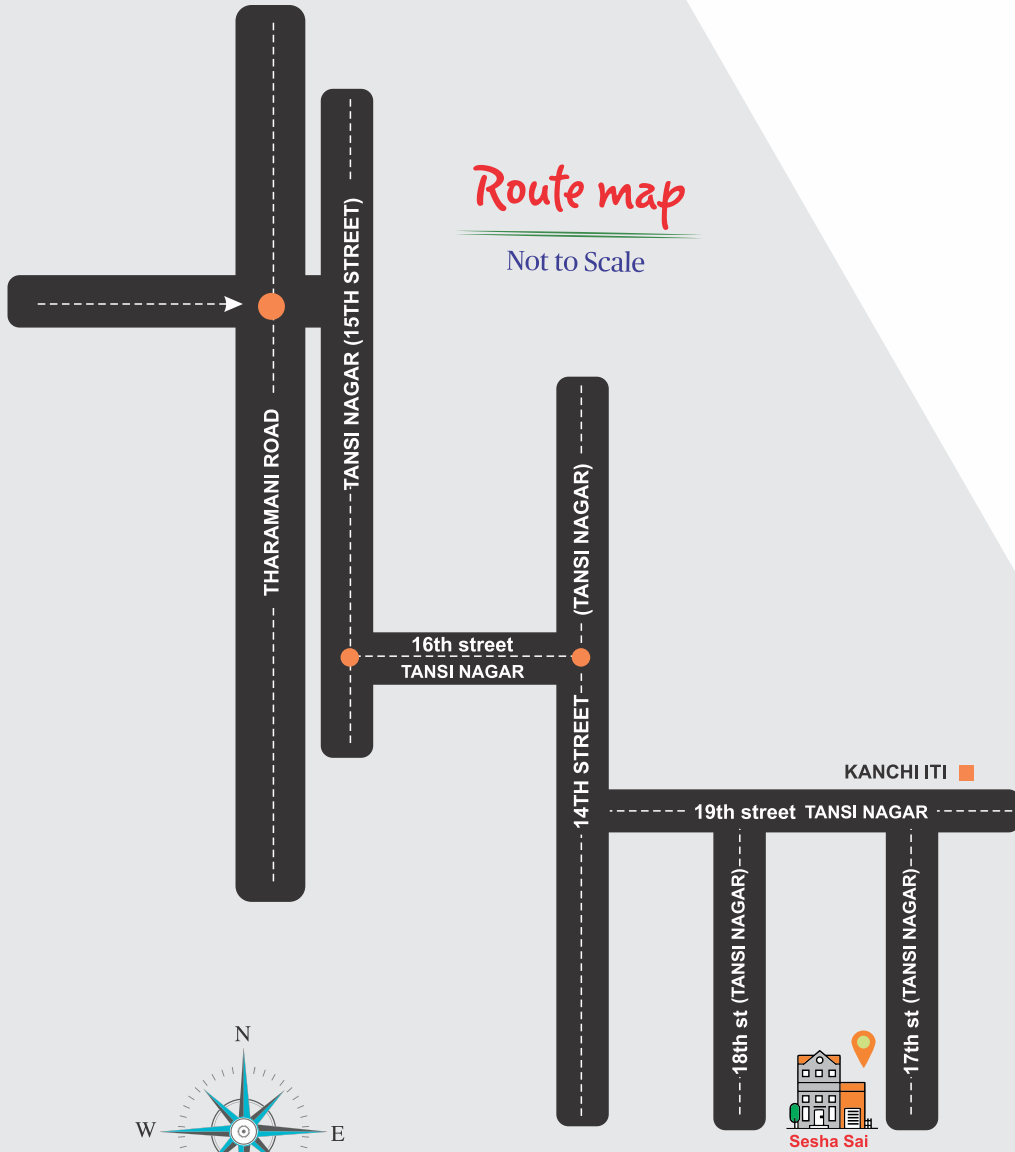 Route map
Not to Scale
TANSI NAGAR (15TH STREET)
THARAMANI ROAD
(TANSI NAGAR)
14TH STREET
16th street
TANSI NAGAR
KANCHI ITI
19th street TANSI NAGAR
18th st (TANSI NAGAR)
17th st (TANSI NAGAR)
N
W
E
Sesha Sai